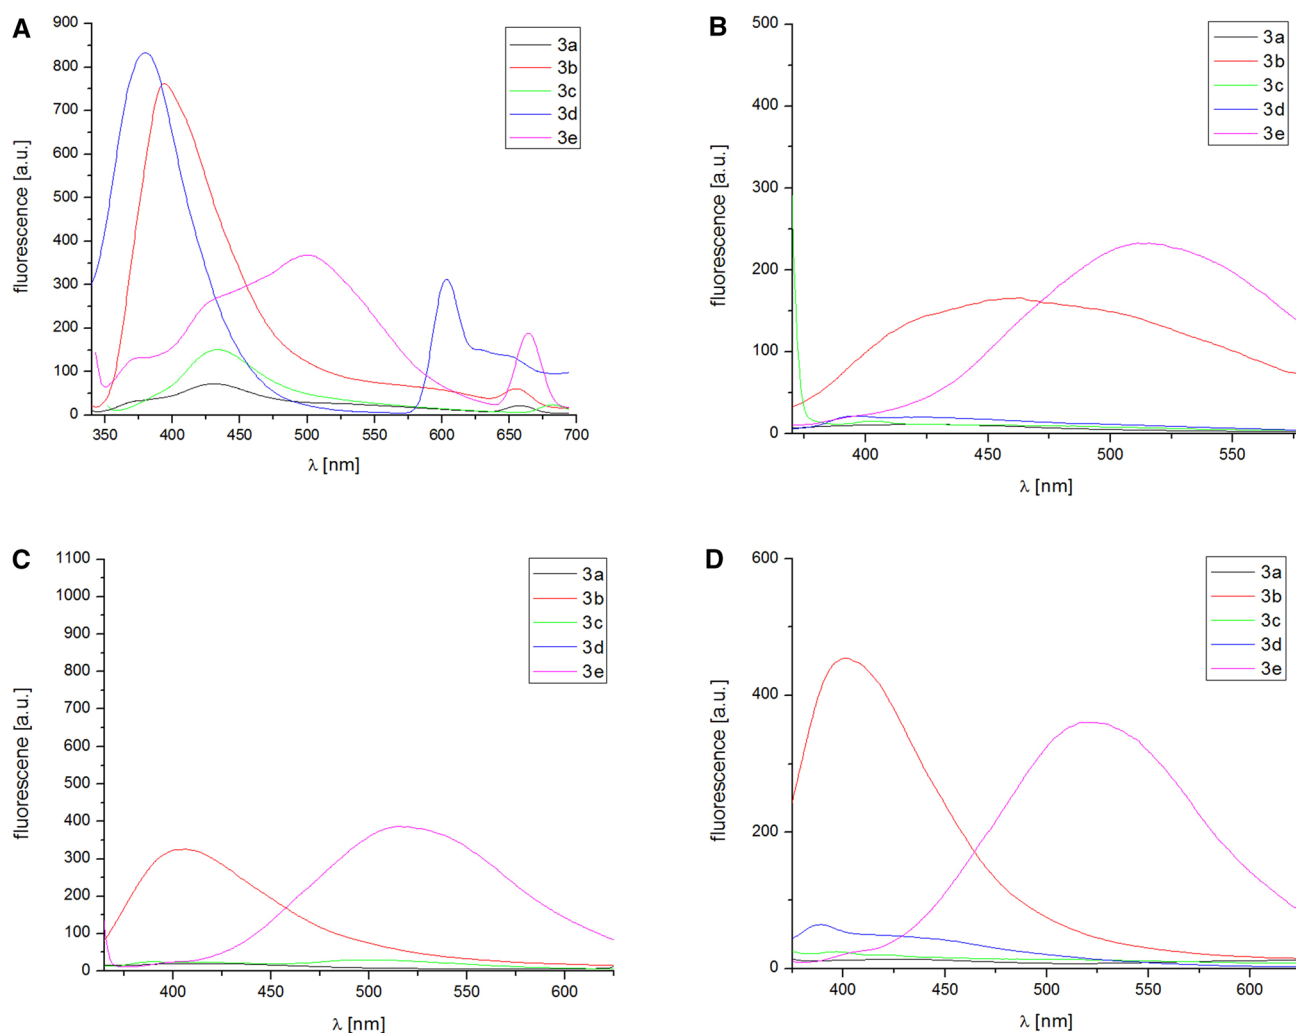 A
900
800
700
600
500
400
300
200
100
0
fluorescence [a.u.]
350 400 450 500 550 600 650 700
λ [nm]
3a
3b
3c
3d
3e
B
500
400
300
200
100
0
fluorescence [a.u.]
400 450 500 550
λ [nm]
3a
3b
3c
3d
3e
C
1100
1000
900
800
700
600
500
400
300
200
100
0
fluorescene [a.u.]
400 450 500 550 600
λ [nm]
3a
3b
3c
3d
3e
D
600
400
200
0
fluorescence [a.u.]
400 450 500 550 600
λ [nm]
3a
3b
3c
3d
3e